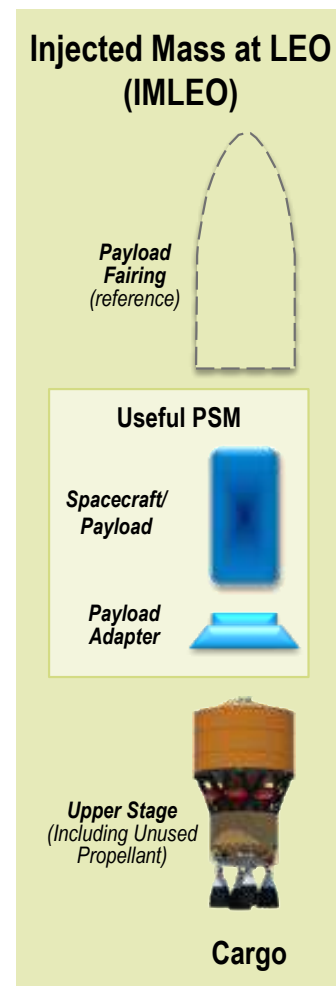 Injected Mass at LEO
(IMLEO)
Payload
Fairing
(reference)
Useful PSM
Spacecraft/
Payload
Payload
Adapter
Upper Stage
(Including Unused
Propellant)
Cargo